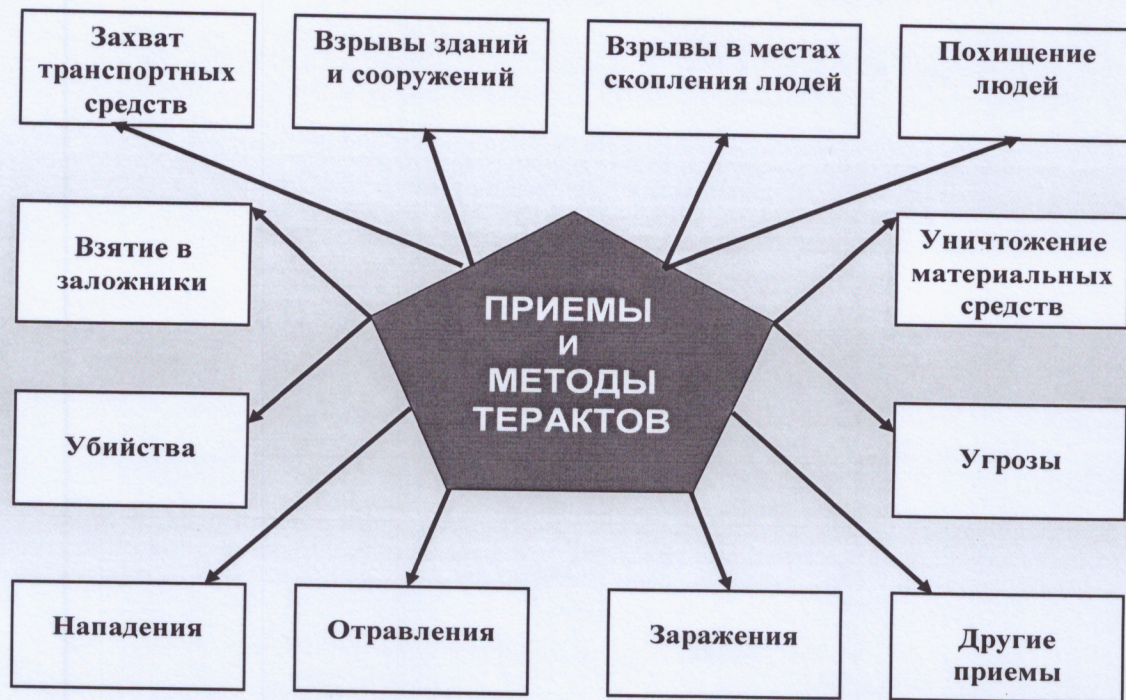 Захват
транспортных
средств
Взрывы зданий
и сооружений
Взрывы в местах
скопления людей
Похищение
людей
Взятие в
заложники
ПРИЕМЫ
И
МЕТОДЫ
ТЕРАКТОВ
Уничтожение
материальных
средств
Убийства
Угрозы
Нападения
Отравления
Заражения
Другие
приемы